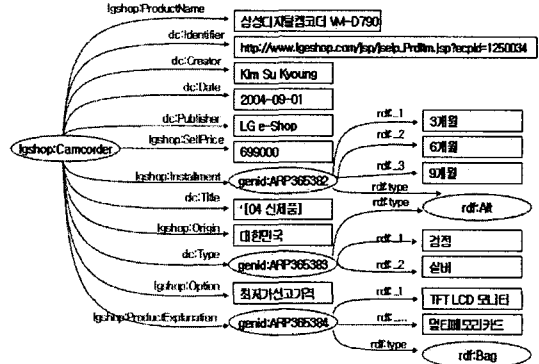 lgshop:ProductName
삼성디지탈캠코더 VM-D790
dc:Identifier
http://www.lgeshop.com/jsp/jselp_PrdItm.jsp?ecpid=1250034
dc:Creator
Kim Su Kyoung
dc:Date
2004-09-01
dc:Publisher
LG e-Shop
lgshop:SellPrice
699000
lgshop:Camcorder
lgshop:Installment
genid:ARP365382
rdf:_1
3개월
rdf:_2
6개월
rdf:_3
9개월
rdf:type
dc:Title
'[04 신제품]
rdf:type
rdf:Alt
lgshop:Origin
대한민국
dc:Type
genid:ARP365383
rdf:_1
검정
rdf:_2
실버
lgshop:Option
최저가신고가격
lgshop:ProductExplanation
genid:ARP365384
rdf:_1
TFT LCD 모니터
rdf:_...
멀티메모리카드
rdf:type
rdf:Bag